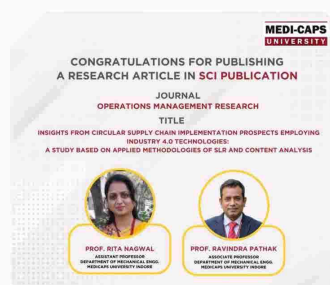 MEDI-CAPS
UNIVERSITY
CONGRATULATIONS FOR PUBLISHING
A RESEARCH ARTICLE IN SCI PUBLICATION
JOURNAL
OPERATIONS MANAGEMENT RESEARCH
TITLE
INSIGHTS FROM CIRCULAR SUPPLY CHAIN IMPLEMENTATION PROSPECTS EMPLOYING
INDUSTRY 4.0 TECHNOLOGIES:
A STUDY BASED ON APPLIED METHODOLOGIES OF SLR AND CONTENT ANALYSIS
PROF. RITA NAGWAL
ASSISTANT PROFESSOR
DEPARTMENT OF MECHANICAL ENGG.
MEDICAPS UNIVERSITY INDORE
PROF. RAVINDRA PATHAK
ASSOCIATE PROFESSOR
DEPARTMENT OF MECHANICAL ENGG.
MEDICAPS UNIVERSITY INDORE